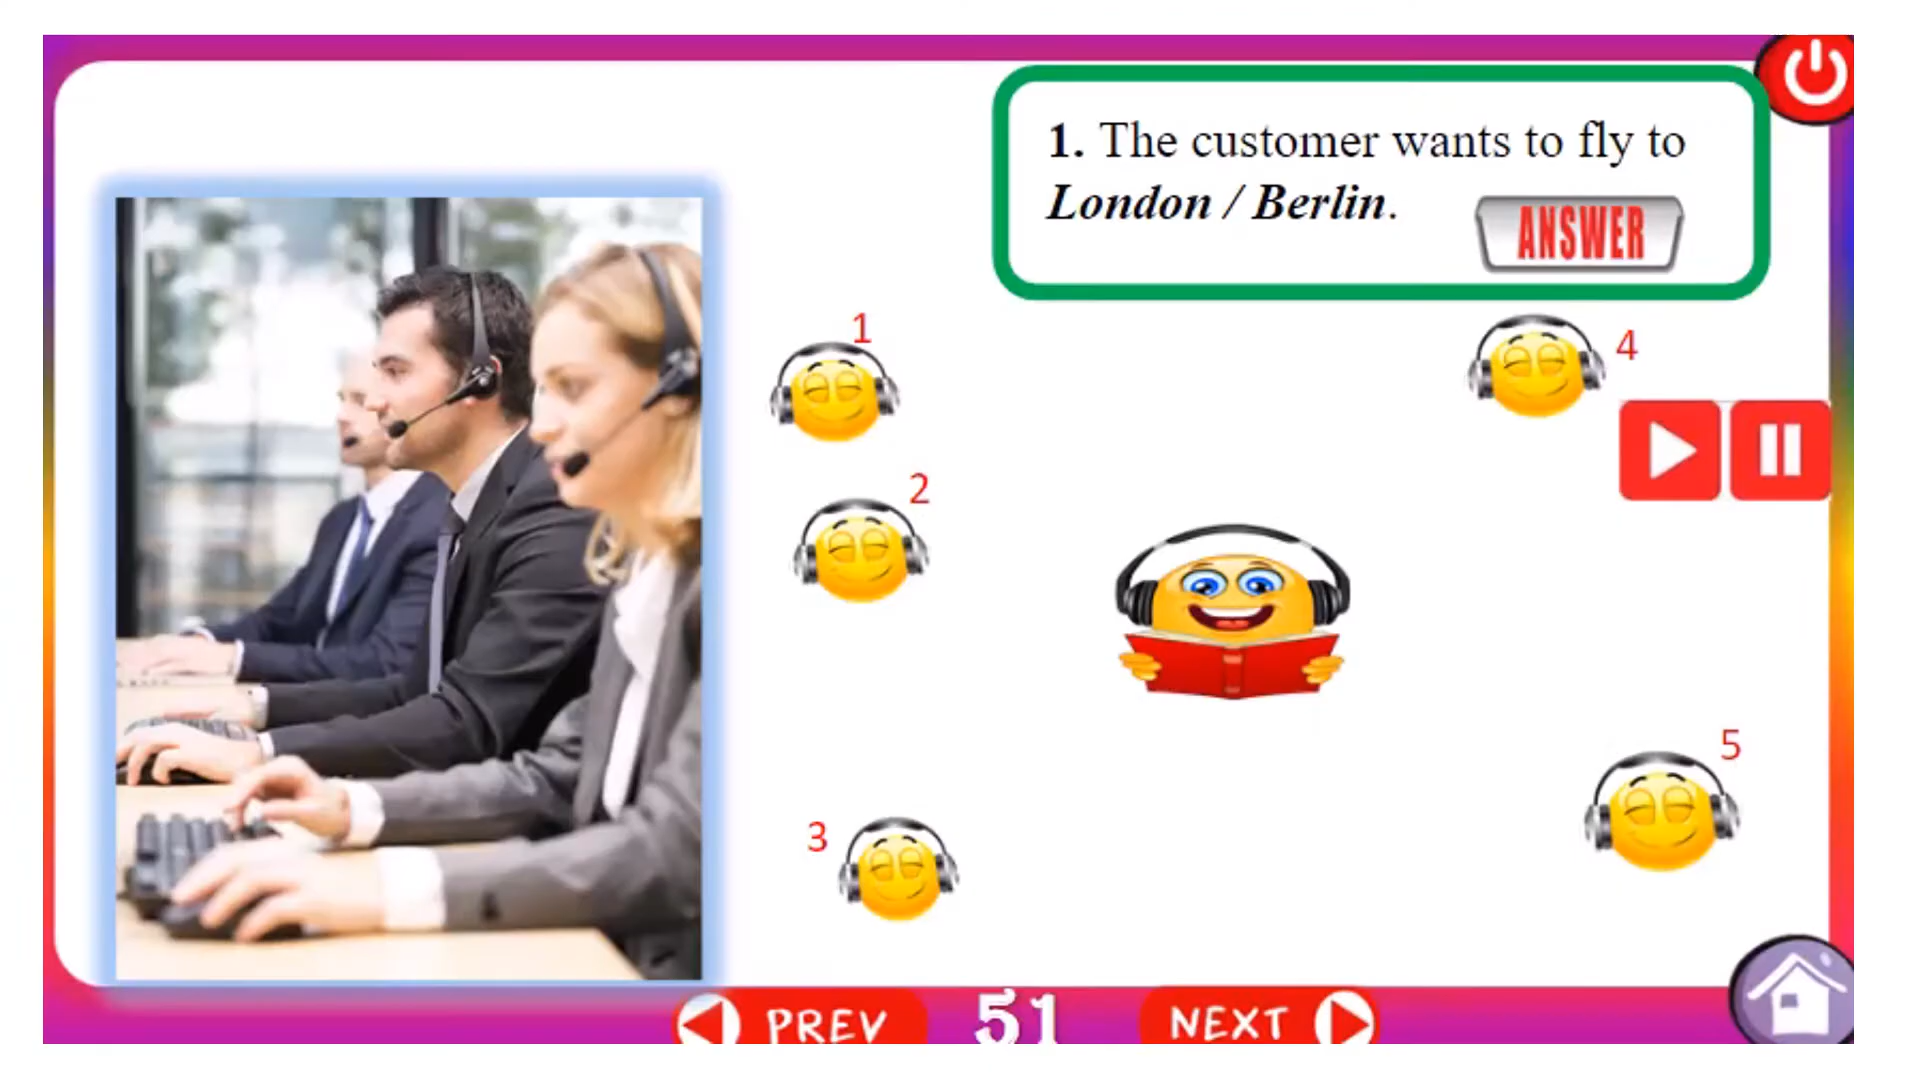 1. The customer wants to fly to
London / Berlin.
ANSWER
1
4
2
5
3
PREV
51
NEXT